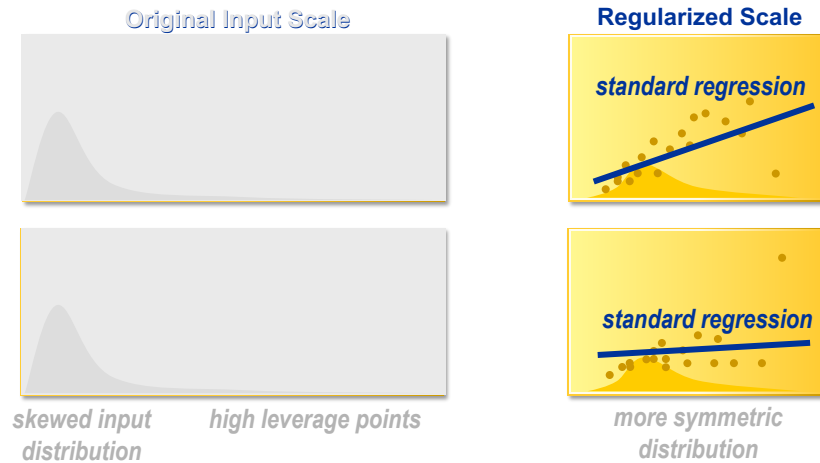 Original Input Scale
Regularized Scale
standard regression
standard regression
skewed input
distribution
high leverage points
more symmetric
distribution